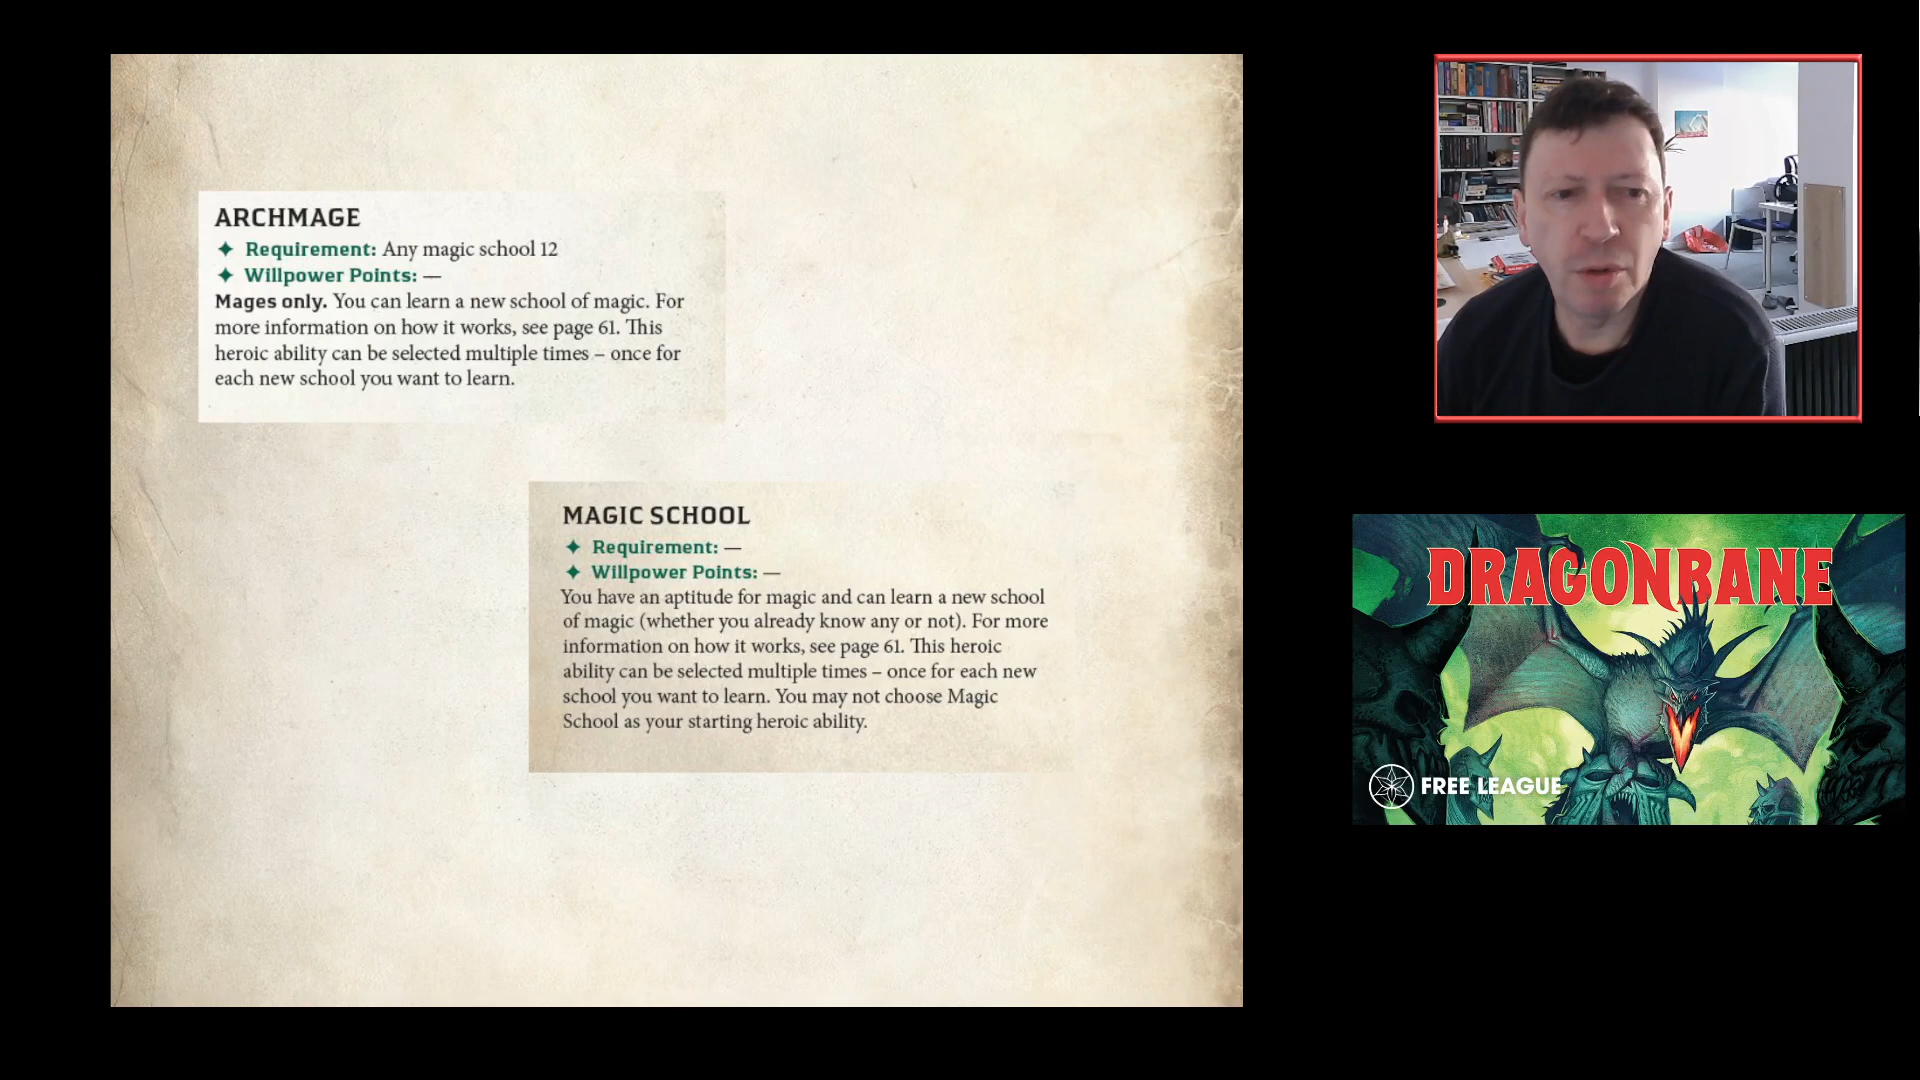 ARCHMAGE
✦ Requirement: Any magic school 12
✦ Willpower Points: —
Mages only. You can learn a new school of magic. For
more information on how it works, see page 61. This
heroic ability can be selected multiple times – once for
each new school you want to learn.
MAGIC SCHOOL
✦ Requirement: —
✦ Willpower Points: —
You have an aptitude for magic and can learn a new school
of magic (whether you already know any or not). For more
information on how it works, see page 61. This heroic
ability can be selected multiple times – once for each new
school you want to learn. You may not choose Magic
School as your starting heroic ability.
DRAGONBANE
FREE LEAGUE